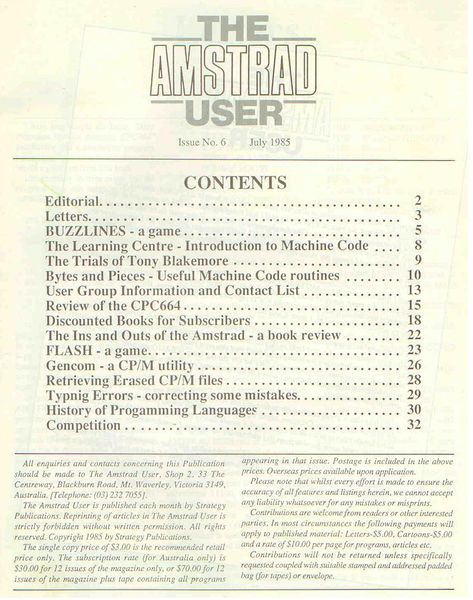 THE
AMSTRAD
USER
Issue No. 6 July 1985
CONTENTS
Editorial. . . . . . . . . . . . . . . . . . . . . . . . . . . . . . . . . . . . . . 2
Letters. . . . . . . . . . . . . . . . . . . . . . . . . . . . . . . . . . . . . . . 3
BUZZLINES - a game . . . . . . . . . . . . . . . . . . . . . . . . . . . 5
The Learning Centre - Introduction to Machine Code . . . . 8
The Trials of Tony Blakemore . . . . . . . . . . . . . . . . . . . . . 9
Bytes and Pieces - Useful Machine Code routines . . . . . . . 10
User Group Information and Contact List . . . . . . . . . . . . . 13
Review of the CPC664 . . . . . . . . . . . . . . . . . . . . . . . . . . 15
Discounted Books for Subscribers . . . . . . . . . . . . . . . . . . 18
The Ins and Outs of the Amstrad - a book review . . . . . . . 22
FLASH - a game. . . . . . . . . . . . . . . . . . . . . . . . . . . . . . 23
Gencom - a CP/M utility . . . . . . . . . . . . . . . . . . . . . . . . 26
Retrieving Erased CP/M files . . . . . . . . . . . . . . . . . . . . . 28
Typnig Errors - correcting some mistakes. . . . . . . . . . . . . 29
History of Progamming Languages . . . . . . . . . . . . . . . . . 30
Competition . . . . . . . . . . . . . . . . . . . . . . . . . . . . . . . . . 32
All enquiries and contacts concerning this Publication
should be made to The Amstrad User, Shop 2, 33 The
Centreway, Blackburn Road, Mt. Waverley, Victoria 3149,
Australia. [Telephone: (03) 232 7055].
The Amstrad User is published each month by Strategy
Publications. Reprinting of articles in The Amstrad User is
strictly forbidden without written permission. All rights
reserved. Copyright 1985 by Strategy Publications.
The single copy price of $3.00 is the recommended retail
price only. The subscription rate (for Australia only) is
$30.00 for 12 issues of the magazine only, or $70.00 for 12
issues of the magazine plus tape containing all programs
appearing in that issue. Postage is included in the above
prices. Overseas prices available upon application.
Please note that whilst every effort is made to ensure the
accuracy of all features and listings herein, we cannot accept
any liability whatsoever for any mistakes or misprints.
Contributions are welcome from readers or other interested
parties. In most circumstances the following payments will
apply to published material: Letters-$5.00, Cartoons-$5.00
and a rate of $10.00 per page for programs, articles etc.
Contributions will not be returned unless specifically
requested coupled with suitable stamped and addressed padded
bag (for tapes) or envelope.